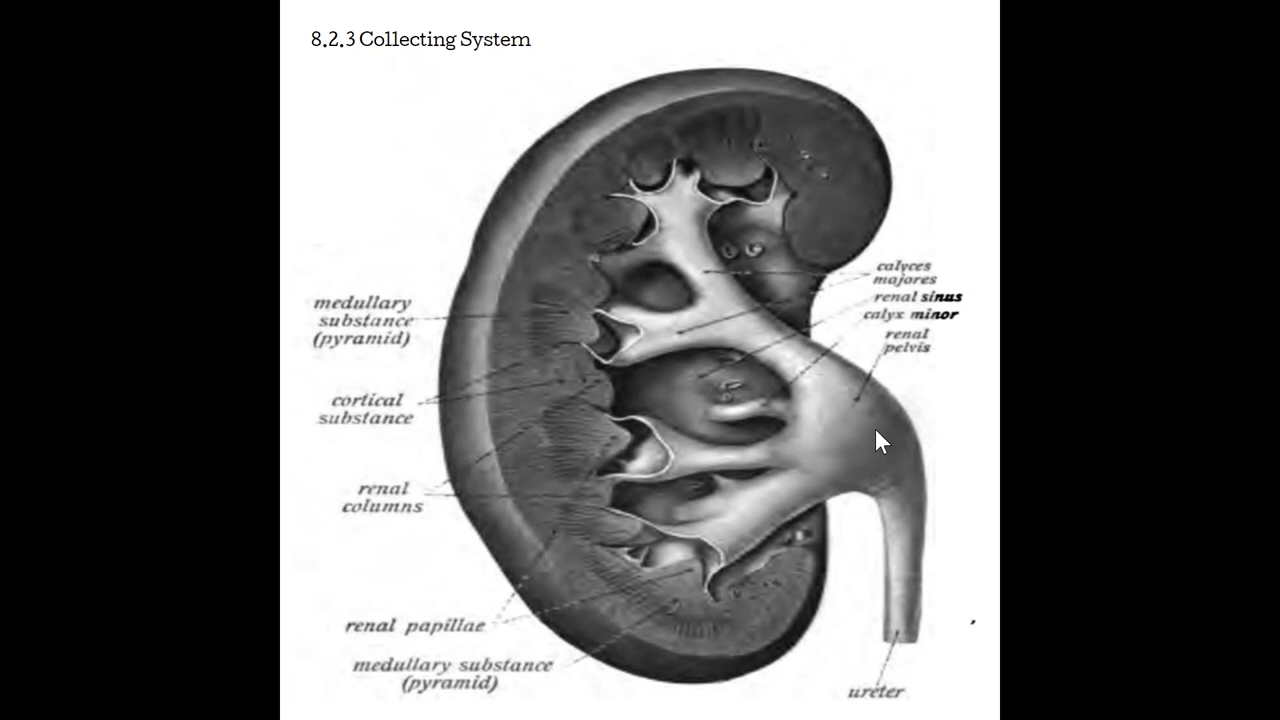 8.2.3 Collecting System
calyces
majores
renal sinus
calyx minor
renal
pelvis
medullary
substance
(pyramid)
cortical
substance
renal
columns
renal papillae
medullary substance
(pyramid)
ureter